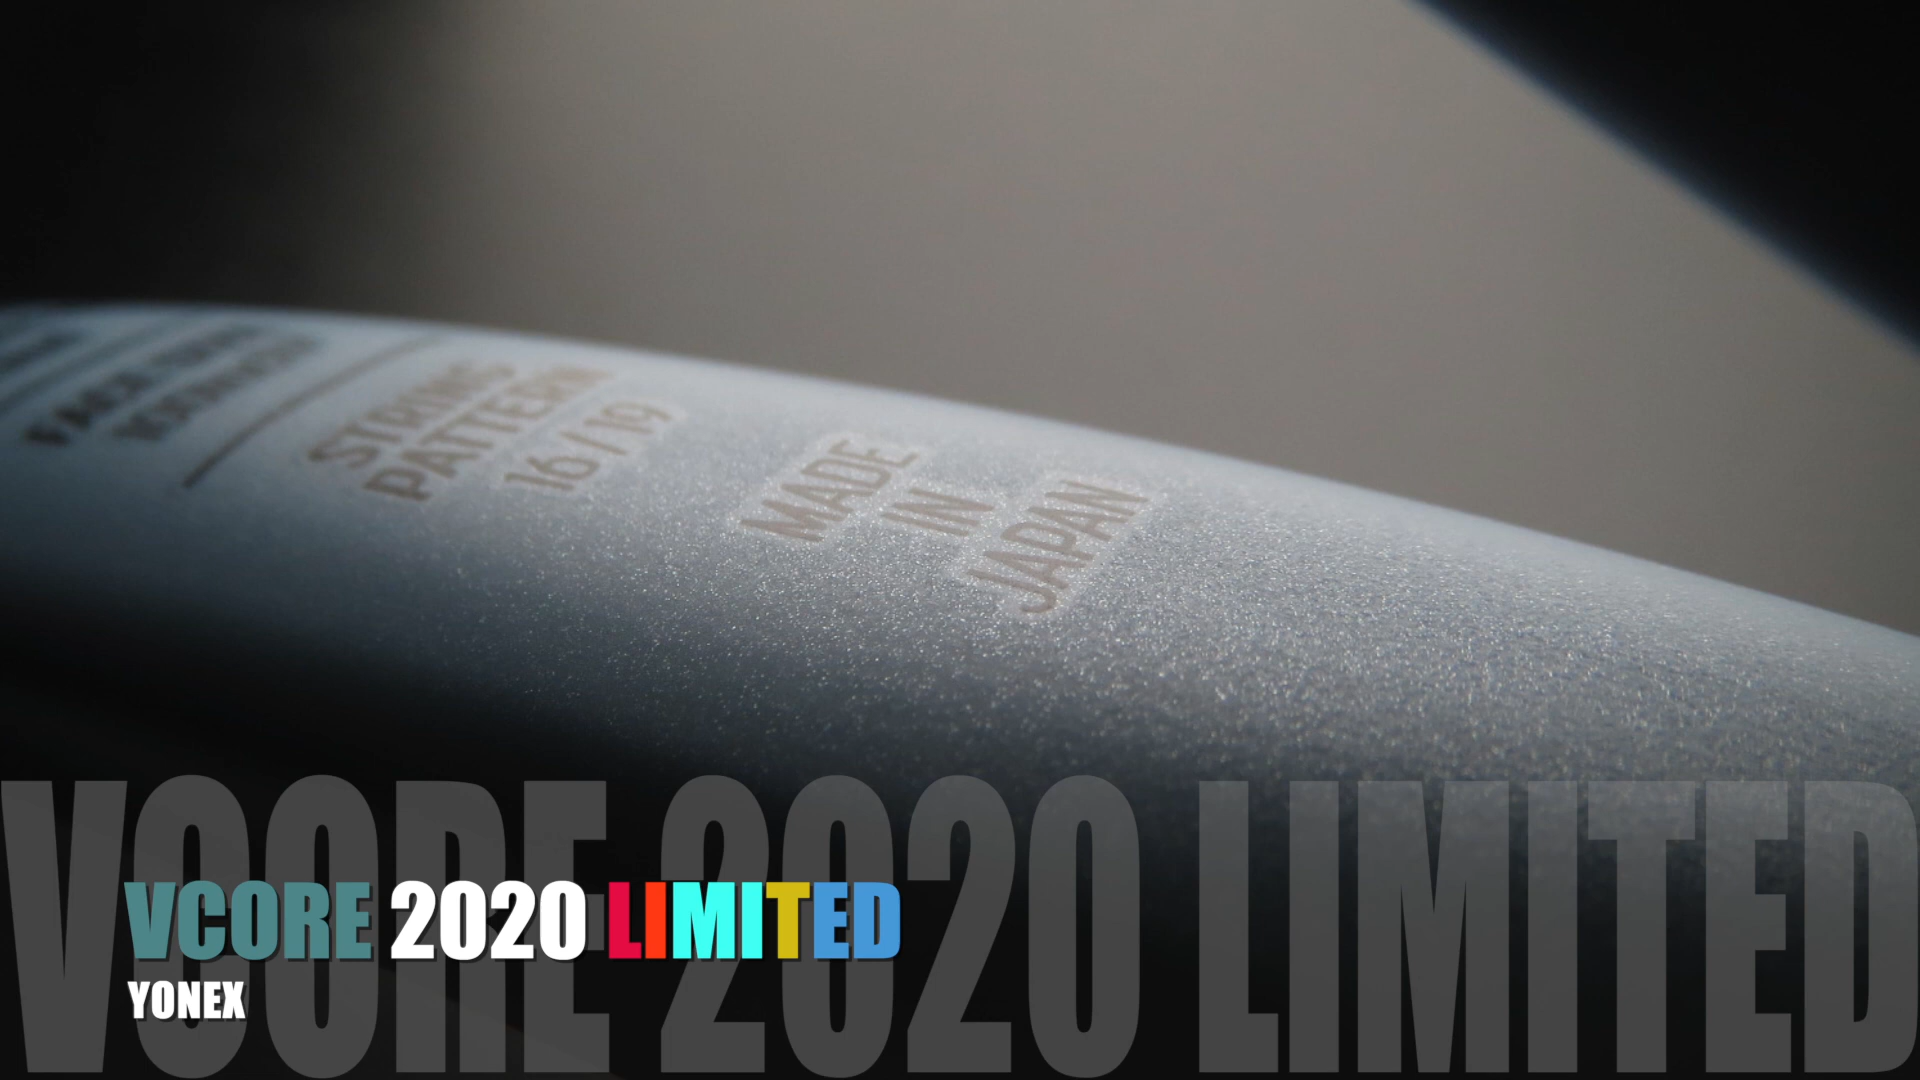 STRING
PATTERN
16/19
MADE
IN
JAPAN
VCORE 2020 LIMITED
VCORE 2020 LIMITED
YONEX